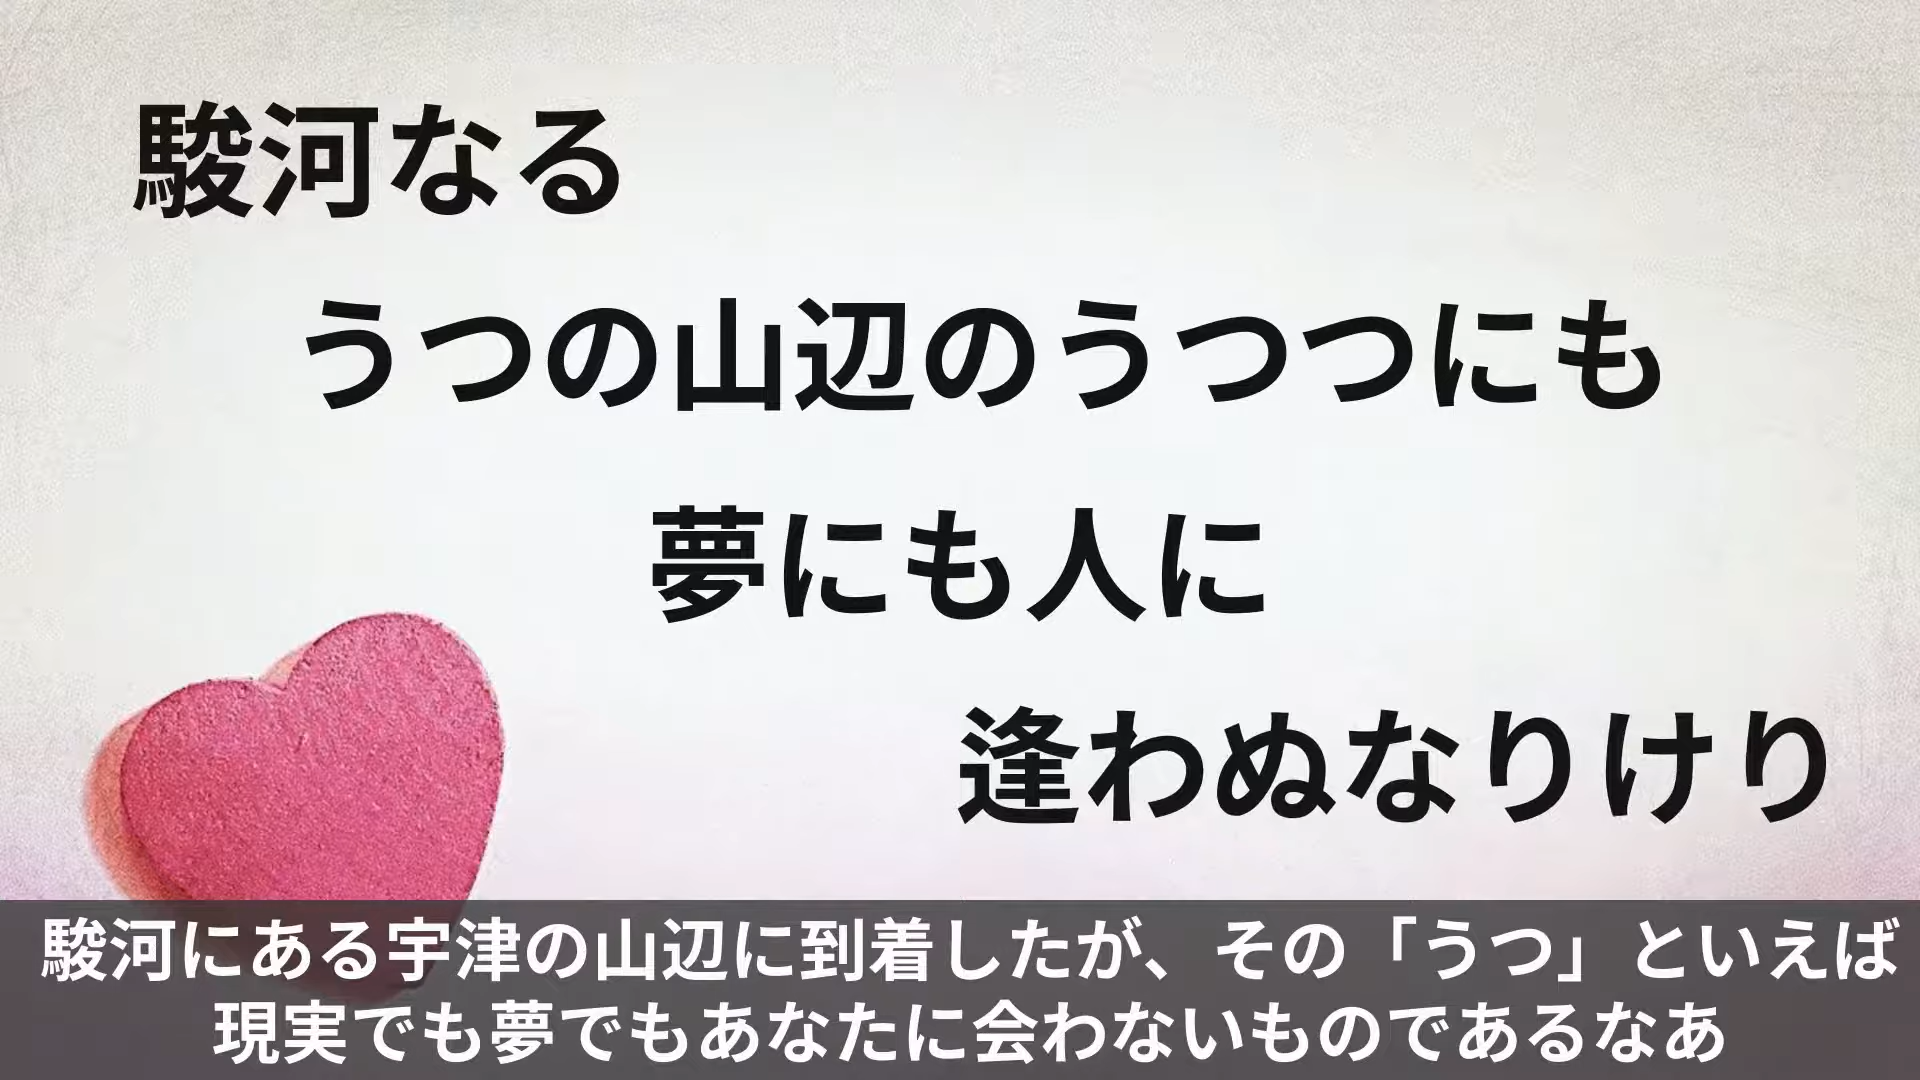 駿河なる
うつの山辺のうつつにも
夢にも人に
逢わぬなりけり
駿河にある宇津の山辺に到着したが、その「うつ」といえば
現実でも夢でもあなたに会わないものであるなあ